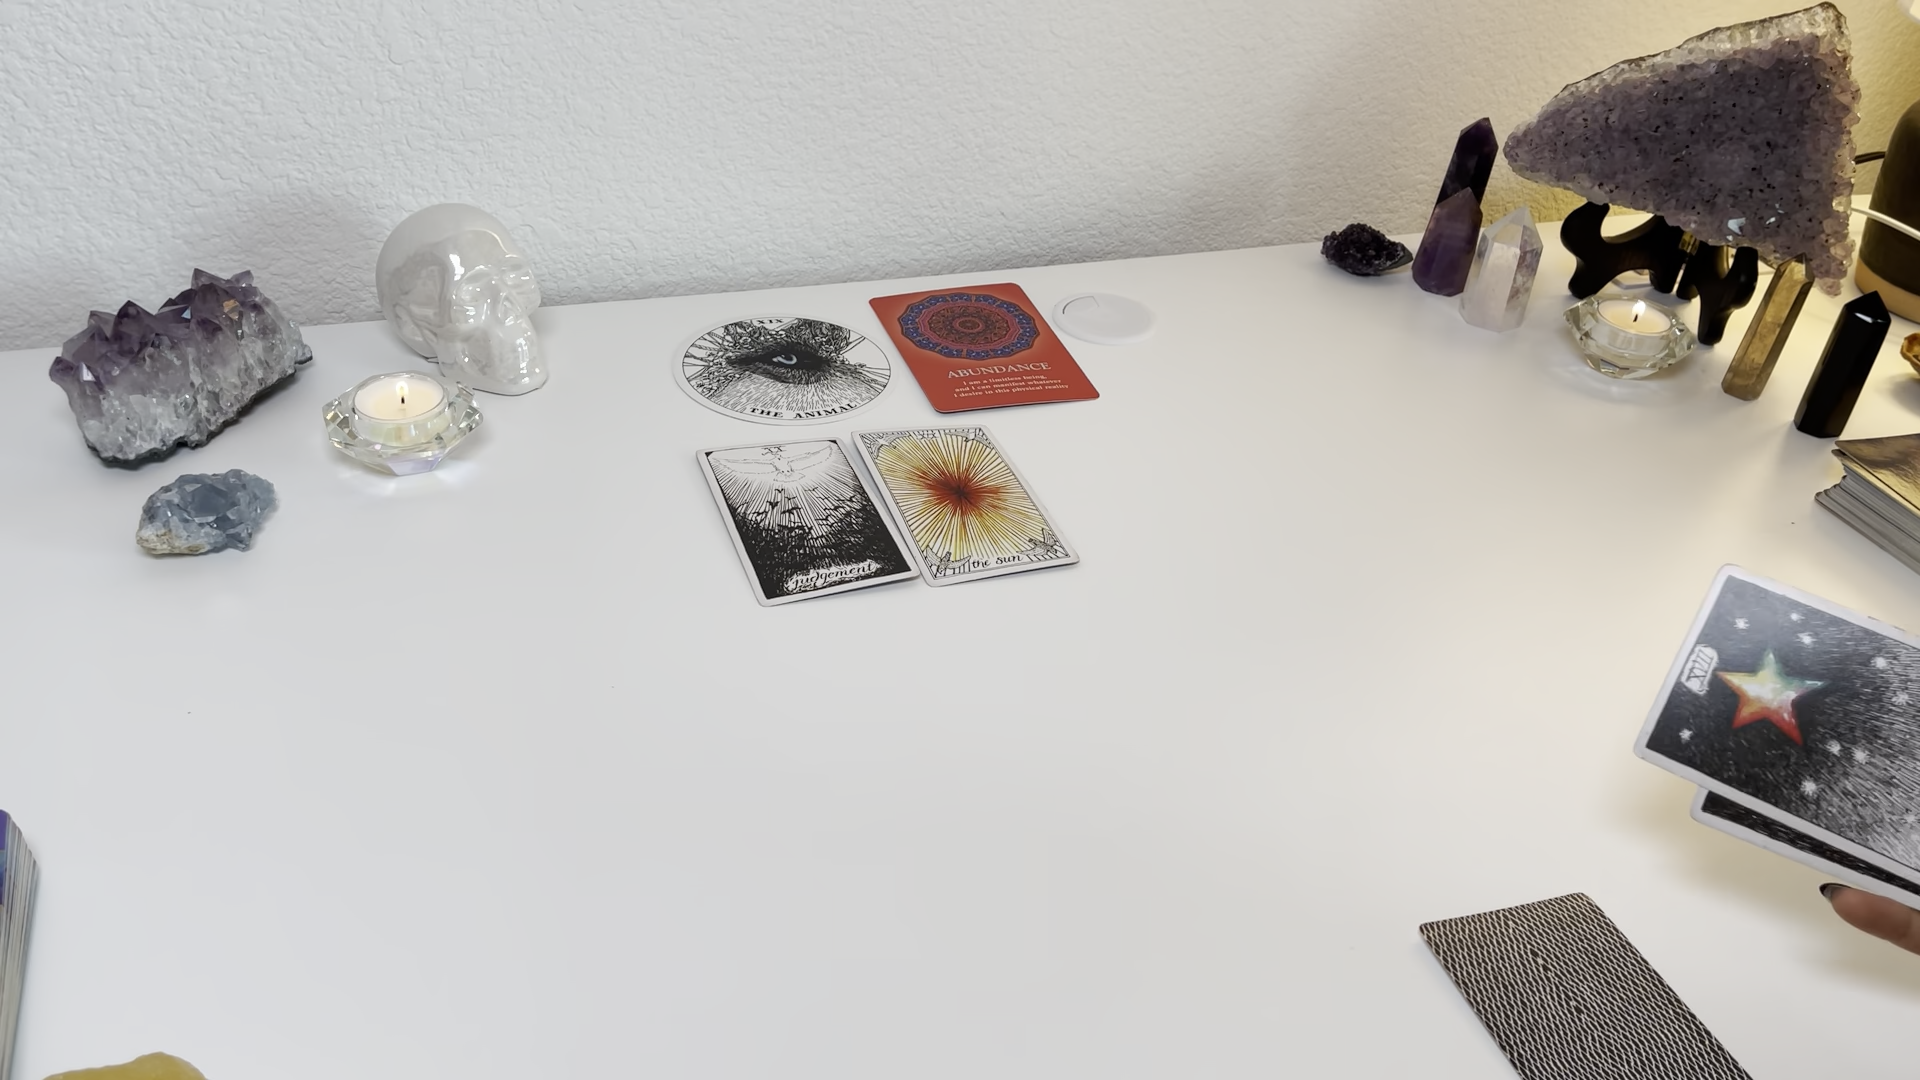 XIX
THE ANIMAL
ABUNDANCE
I am a limitless being,
and I can manifest whatever
I desire in this physical reality
XX
judgement
the sun
XVII